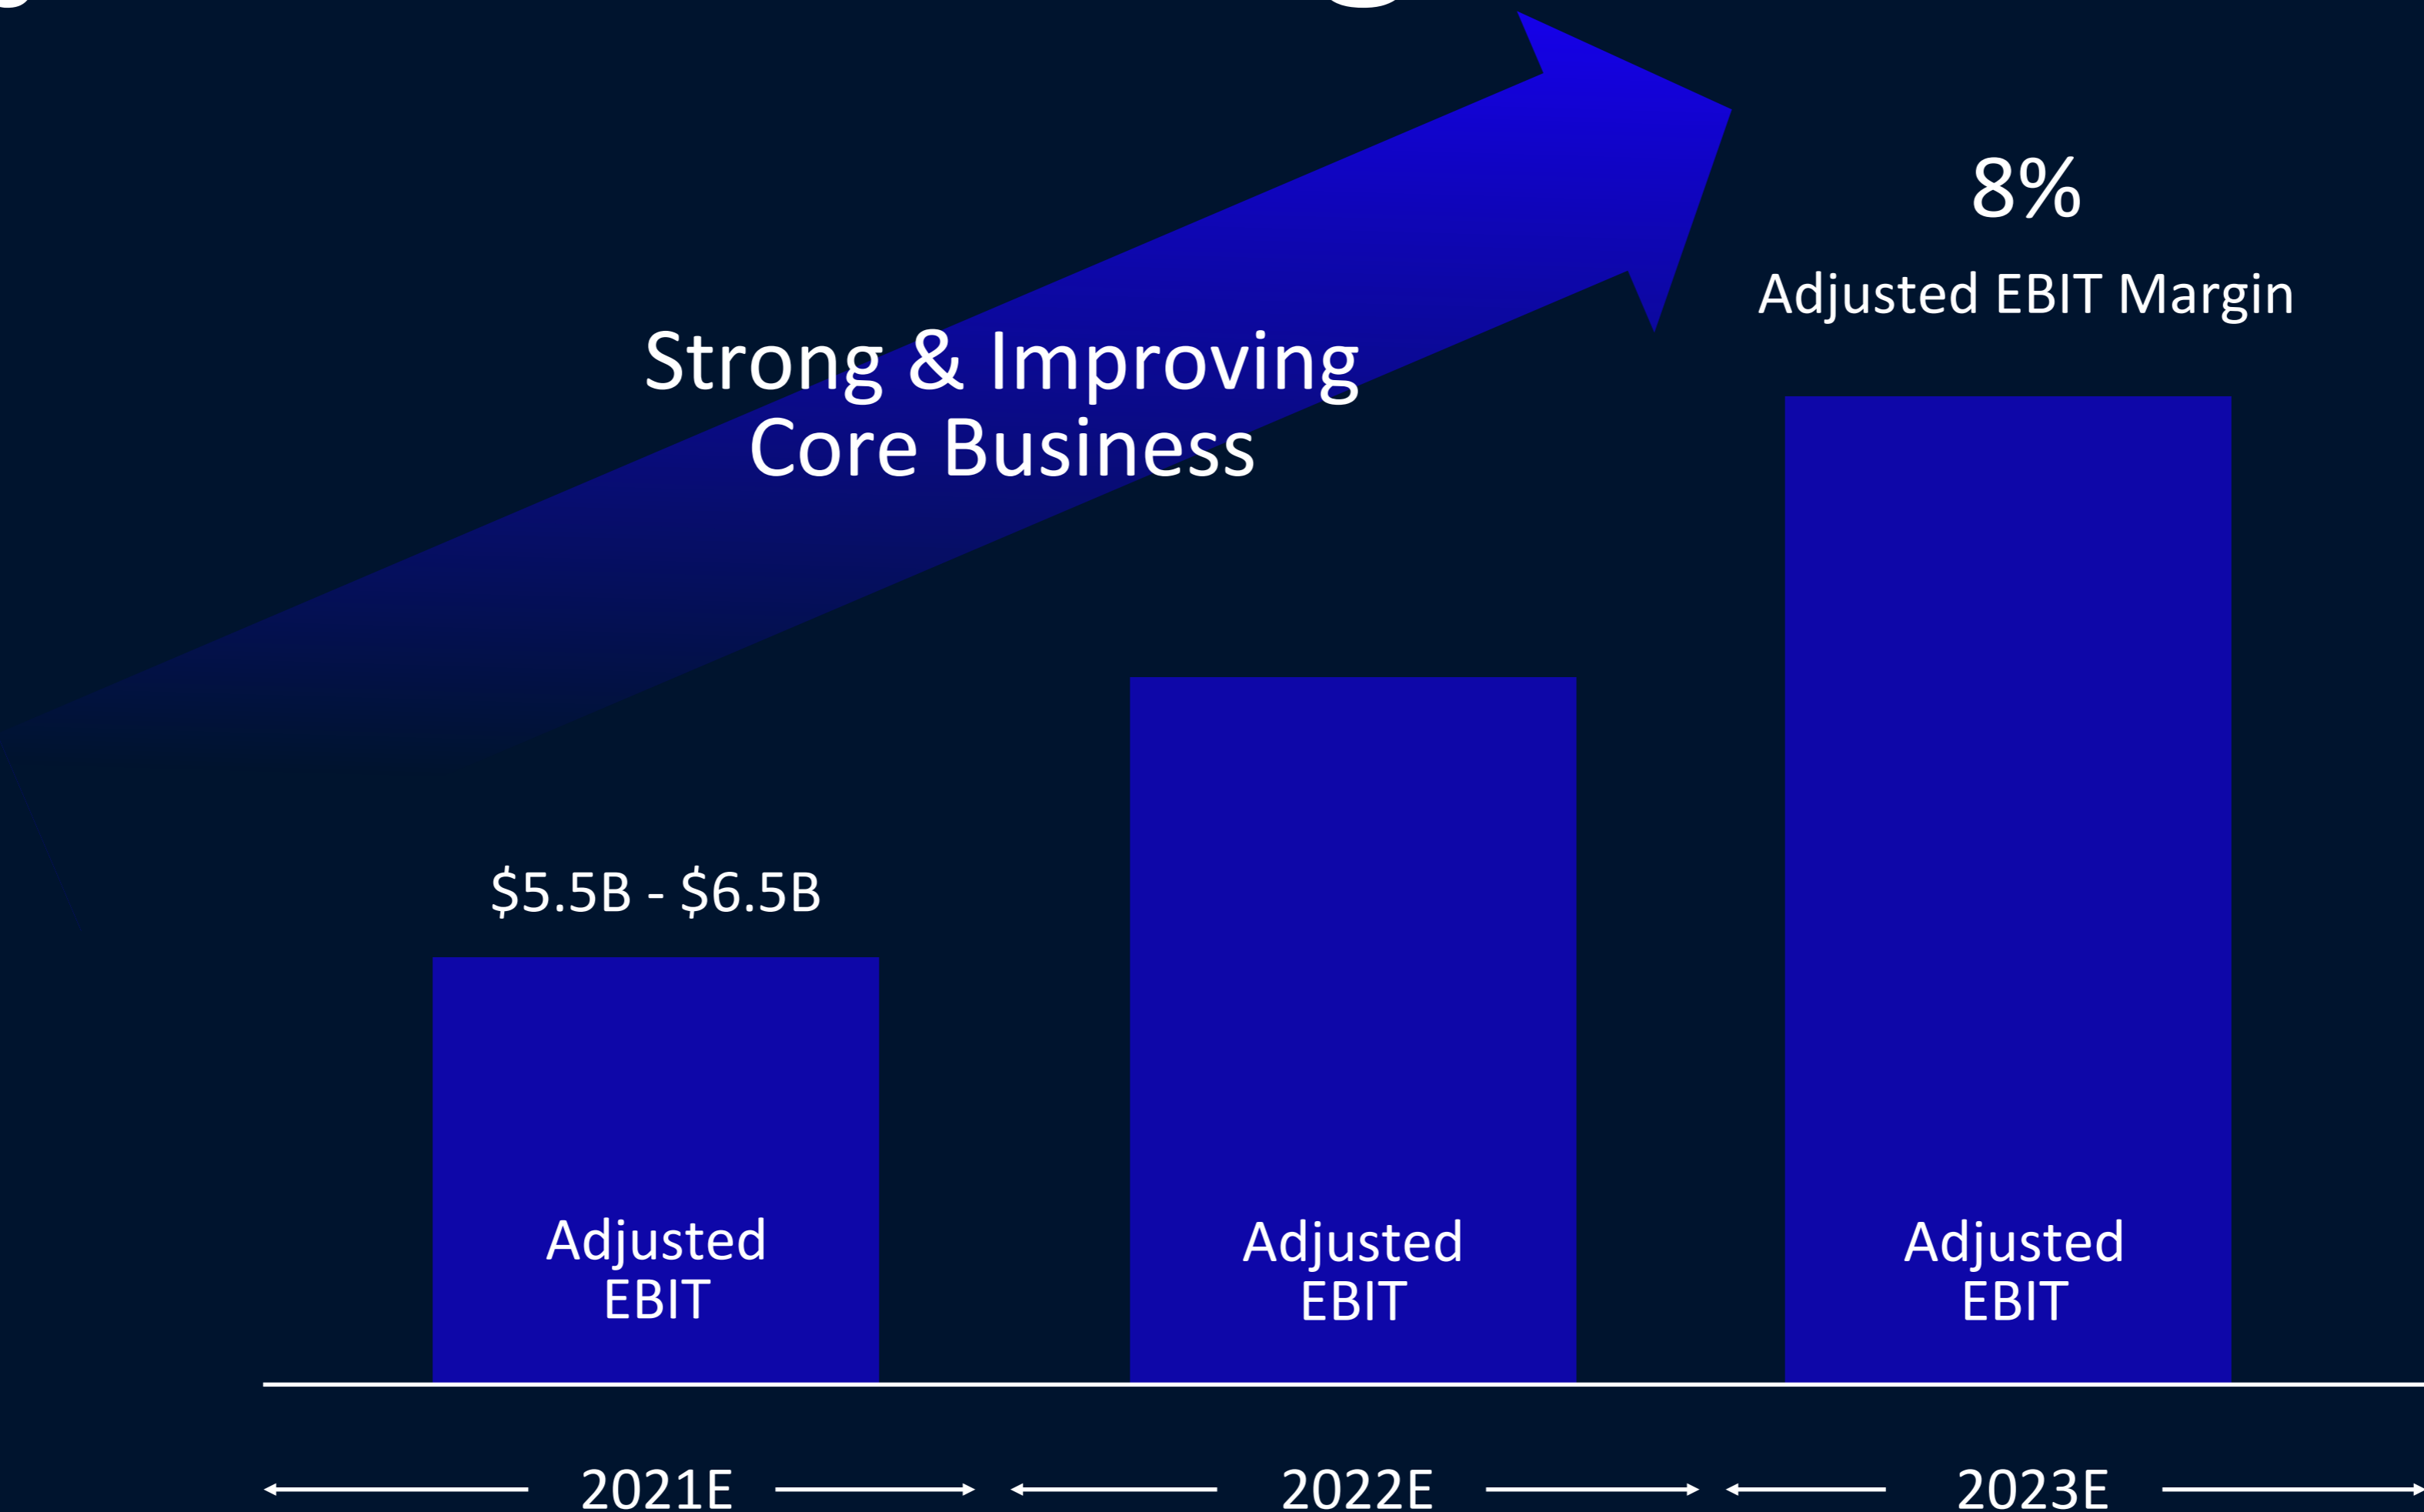 8%
Adjusted EBIT Margin
Strong & Improving
Core Business
$5.5B - $6.5B
Adjusted
EBIT
Adjusted
EBIT
Adjusted
EBIT
2021E
2022E
2023E